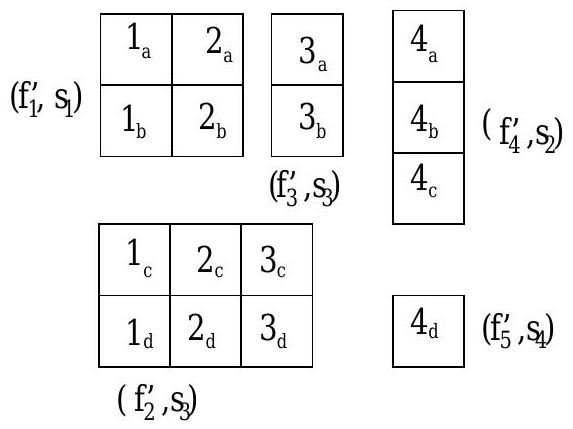 1a 2a 3a 4a
(f’1, s1) 1b 2b 3b 4b (f’4,s2)
(f’3,s3) 4c
1c 2c 3c
1d 2d 3d 4d (f’5,s4)
(f’2,s3)